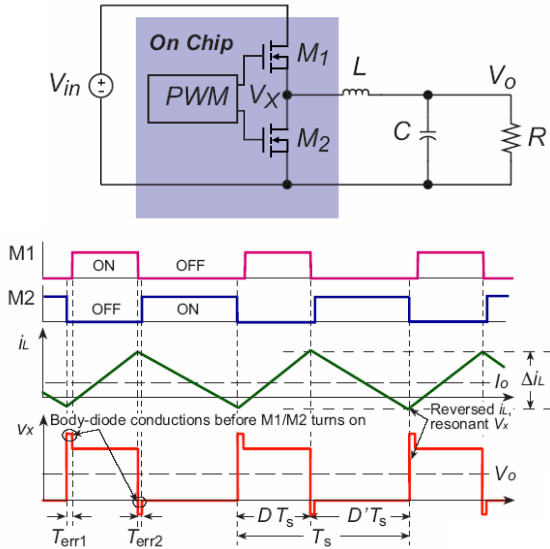 On Chip
M1
L
Vo
Vin
PWM
VX
C
R
M2
M1
ON OFF
M2
OFF ON
iL
Io
ΔiL
Body-diode conductions before M1/M2 turns on
Reversed iL,
resonant Vx
vx
Vo
D Ts D'Ts
Terr1 Terr2 Ts